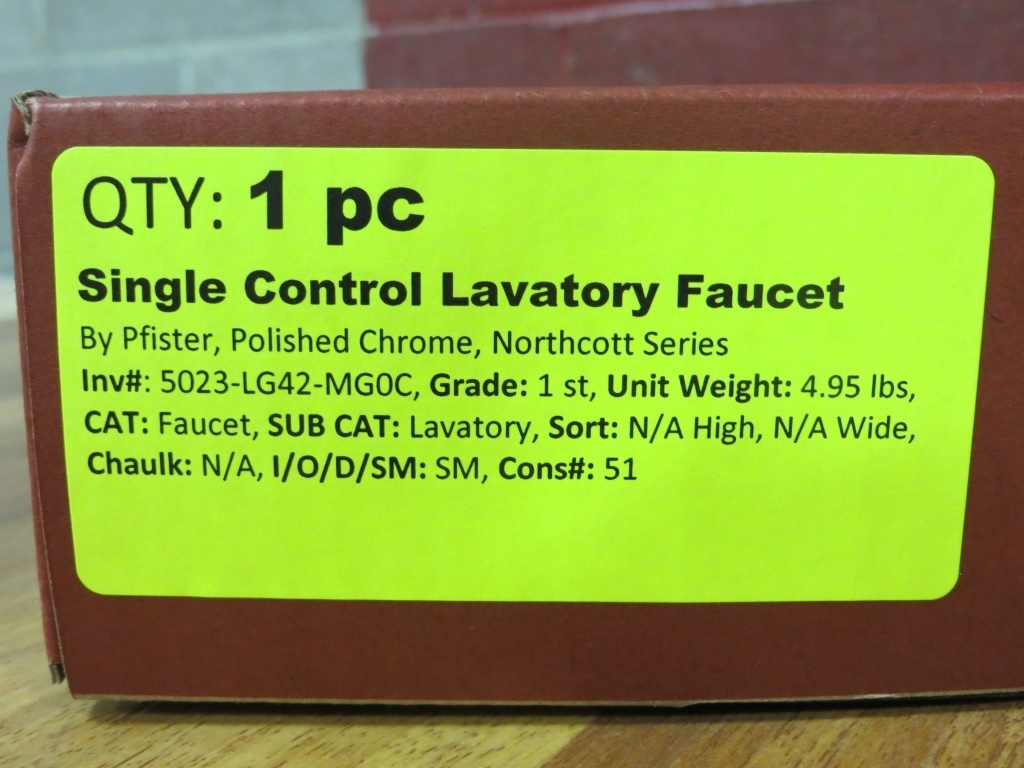 QTY: 1 pc
Single Control Lavatory Faucet
By Pfister, Polished Chrome, Northcott Series
Inv#: 5023-LG42-MG0C, Grade: 1 st, Unit Weight: 4.95 lbs,
CAT: Faucet, SUB CAT: Lavatory, Sort: N/A High, N/A Wide,
Chaulk: N/A, I/O/D/SM: SM, Cons#: 51